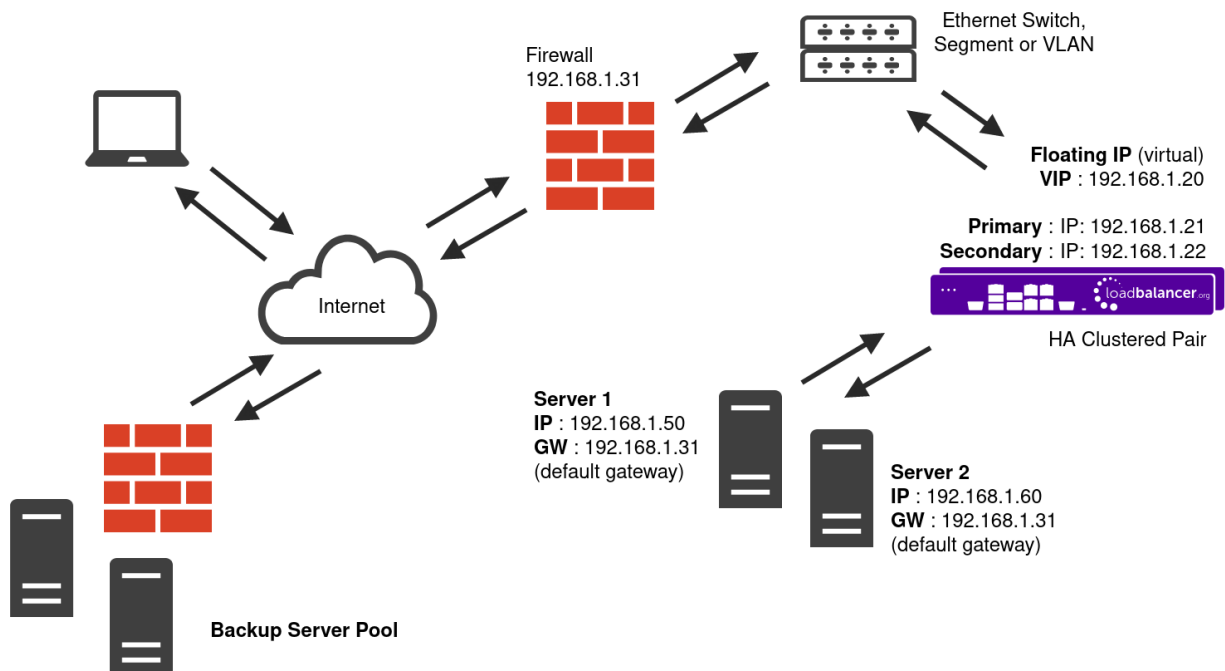 Ethernet Switch,
Segment or VLAN
Firewall
192.168.1.31
Floating IP (virtual)
VIP : 192.168.1.20
Primary : IP: 192.168.1.21
Secondary : IP: 192.168.1.22
loadbalancer.org
HA Clustered Pair
Internet
Server 1
IP : 192.168.1.50
GW : 192.168.1.31
(default gateway)
Server 2
IP : 192.168.1.60
GW : 192.168.1.31
(default gateway)
Backup Server Pool